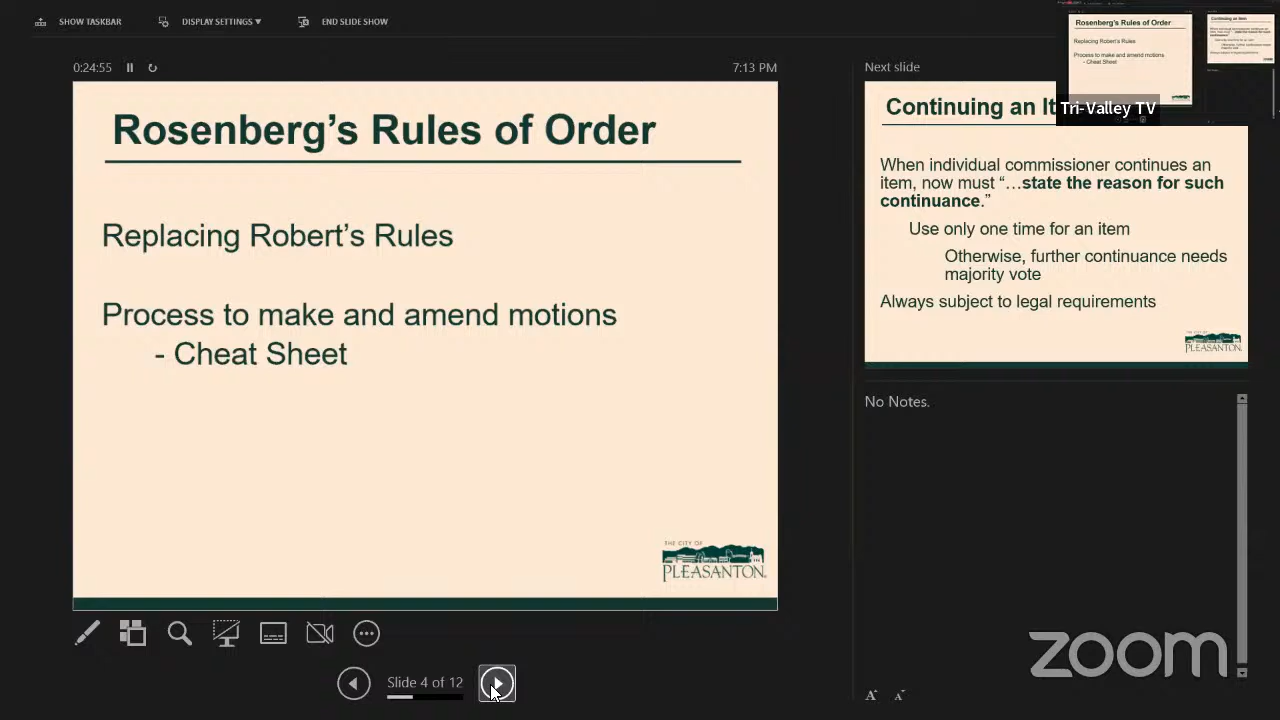 SHOW TASKBAR
DISPLAY SETTINGS ▾
END SLIDE SHOW
0:24:55
7:13 PM
Rosenberg’s Rules of Order
Replacing Robert’s Rules
Process to make and amend motions
- Cheat Sheet
THE CITY OF
PLEASANTON
Slide 4 of 12
Next slide
Continuing an It
When individual commissioner continues an
item, now must “…state the reason for such
continuance.”
Use only one time for an item
Otherwise, further continuance needs
majority vote
Always subject to legal requirements
THE CITY OF
PLEASANTON
No Notes.
Rosenberg’s Rules of Order
Replacing Robert’s Rules
Process to make and amend motions
- Cheat Sheet
Continuing an Item
Tri-Valley TV
zoom